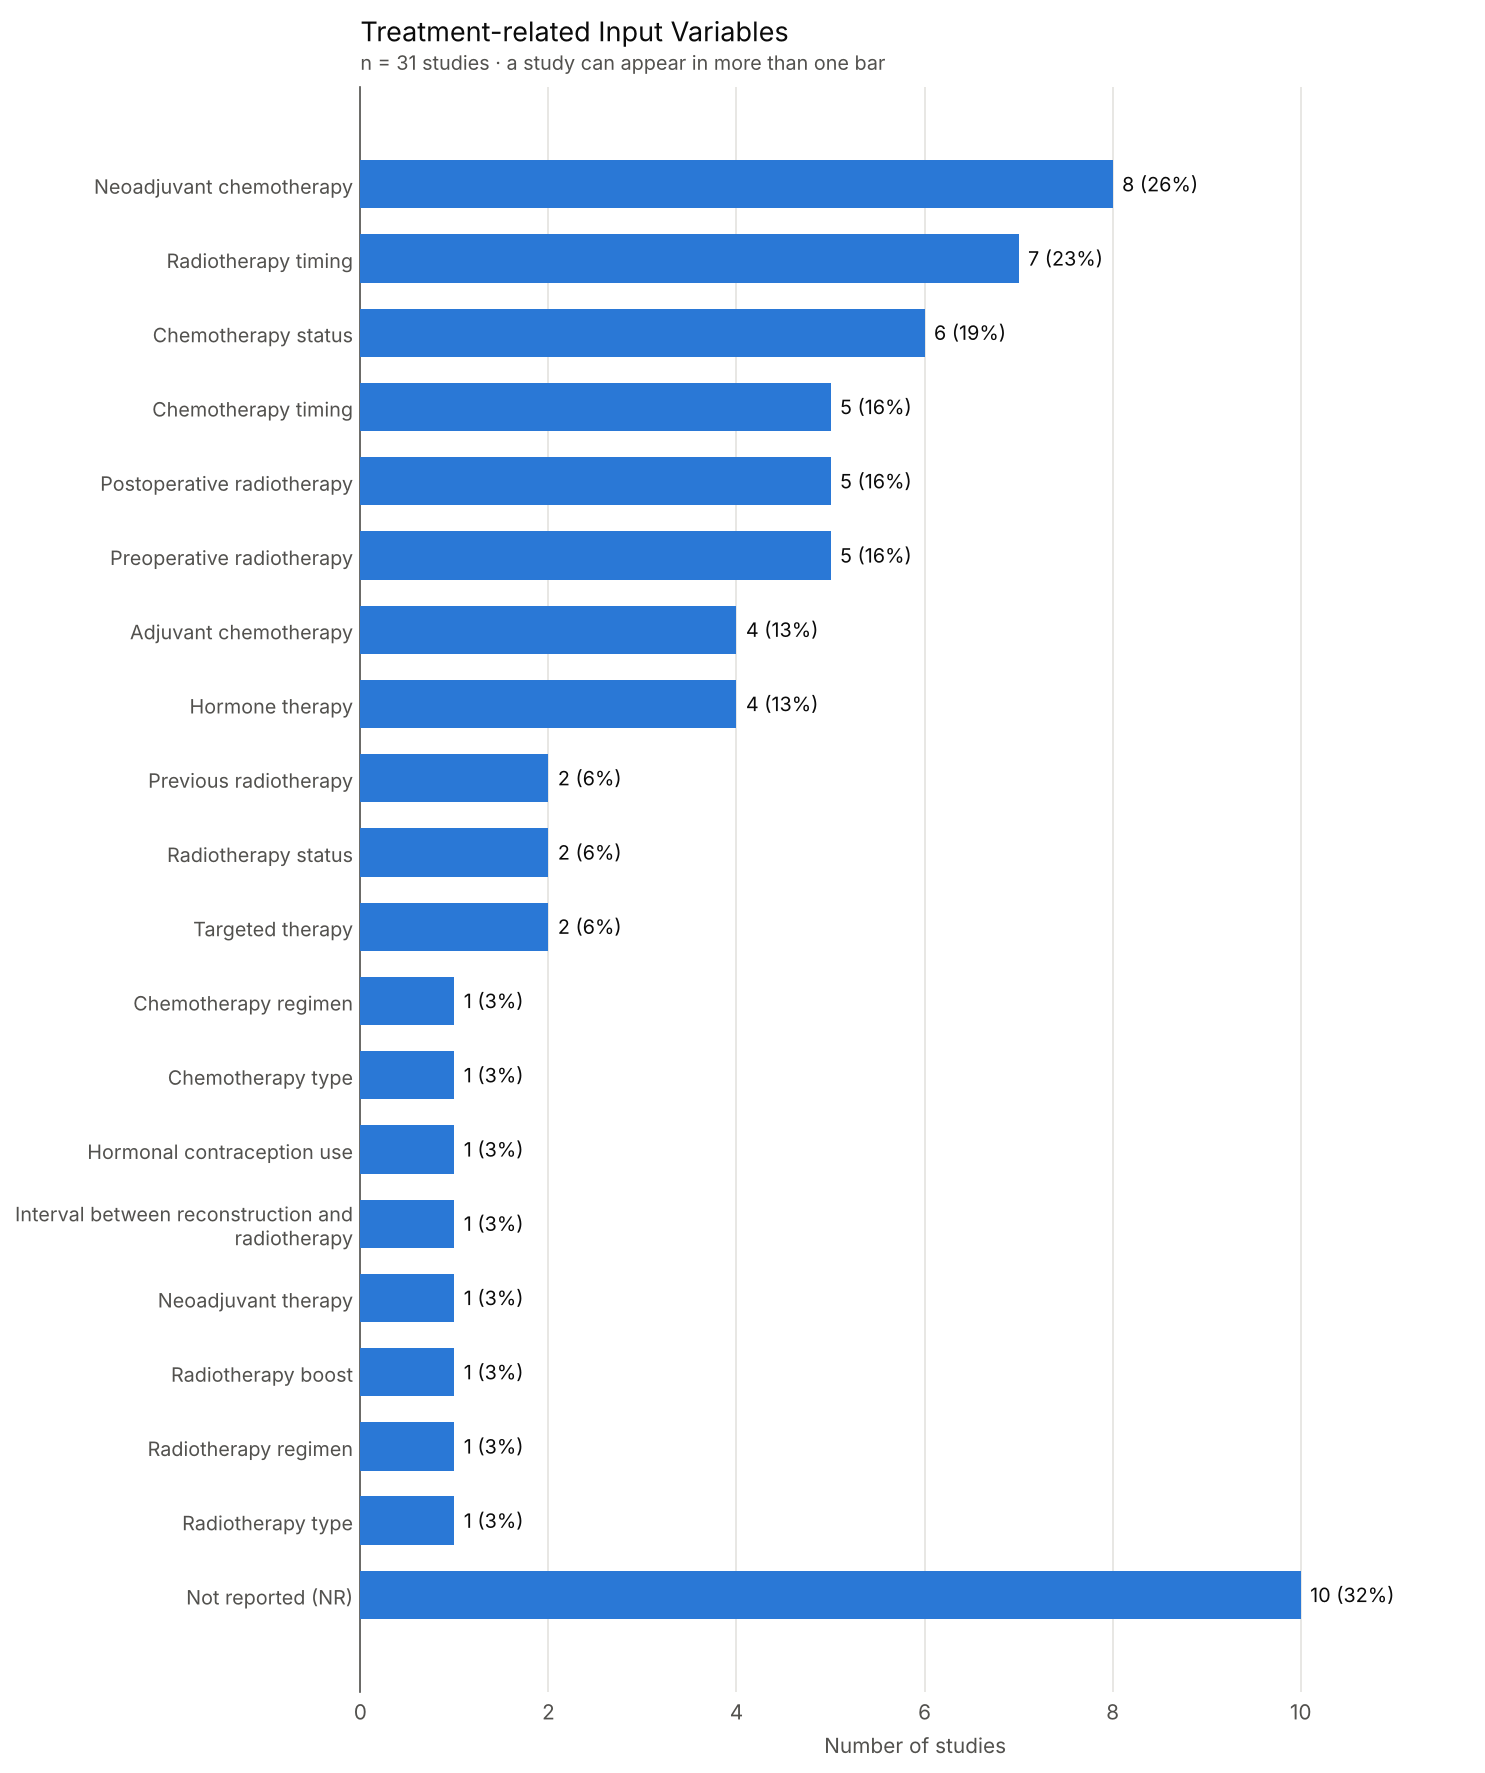 Treatment-related Input Variables
n = 31 studies · a study can appear in more than one bar
Neoadjuvant chemotherapy 8 (26%)
Radiotherapy timing 7 (23%)
Chemotherapy status 6 (19%)
Chemotherapy timing 5 (16%)
Postoperative radiotherapy 5 (16%)
Preoperative radiotherapy 5 (16%)
Adjuvant chemotherapy 4 (13%)
Hormone therapy 4 (13%)
Previous radiotherapy 2 (6%)
Radiotherapy status 2 (6%)
Targeted therapy 2 (6%)
Chemotherapy regimen 1 (3%)
Chemotherapy type 1 (3%)
Hormonal contraception use 1 (3%)
Interval between reconstruction and
radiotherapy 1 (3%)
Neoadjuvant therapy 1 (3%)
Radiotherapy boost 1 (3%)
Radiotherapy regimen 1 (3%)
Radiotherapy type 1 (3%)
Not reported (NR) 10 (32%)
0 2 4 6 8 10
Number of studies